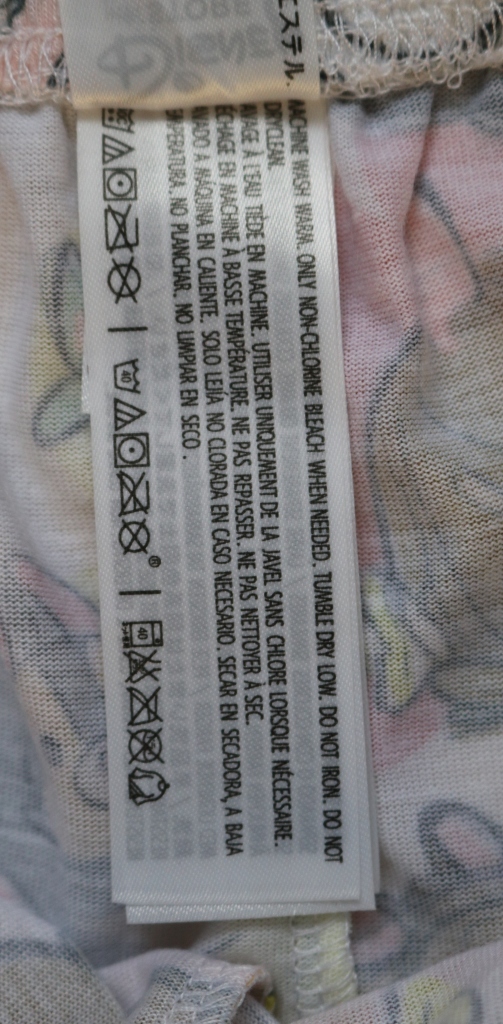 エステル.
Disney
MACHINE WASH WARM. ONLY NON-CHLORINE BLEACH WHEN NEEDED. TUMBLE DRY LOW. DO NOT IRON. DO NOT
DRYCLEAN.
LAVAGE À L'EAU TIÈDE EN MACHINE. UTILISER UNIQUEMENT DE LA JAVEL SANS CHLORE LORSQUE NÉCESSAIRE.
SÉCHAGE EN MACHINE À BASSE TEMPÉRATURE. NE PAS REPASSER. NE PAS NETTOYER À SEC.
LAVADO A MÁQUINA EN CALIENTE. SOLO LEJÍA NO CLORADA EN CASO NECESARIO. SECAR EN SECADORA, A BAJA
TEMPERATURA. NO PLANCHAR. NO LIMPIAR EN SECO.
40 ® 40